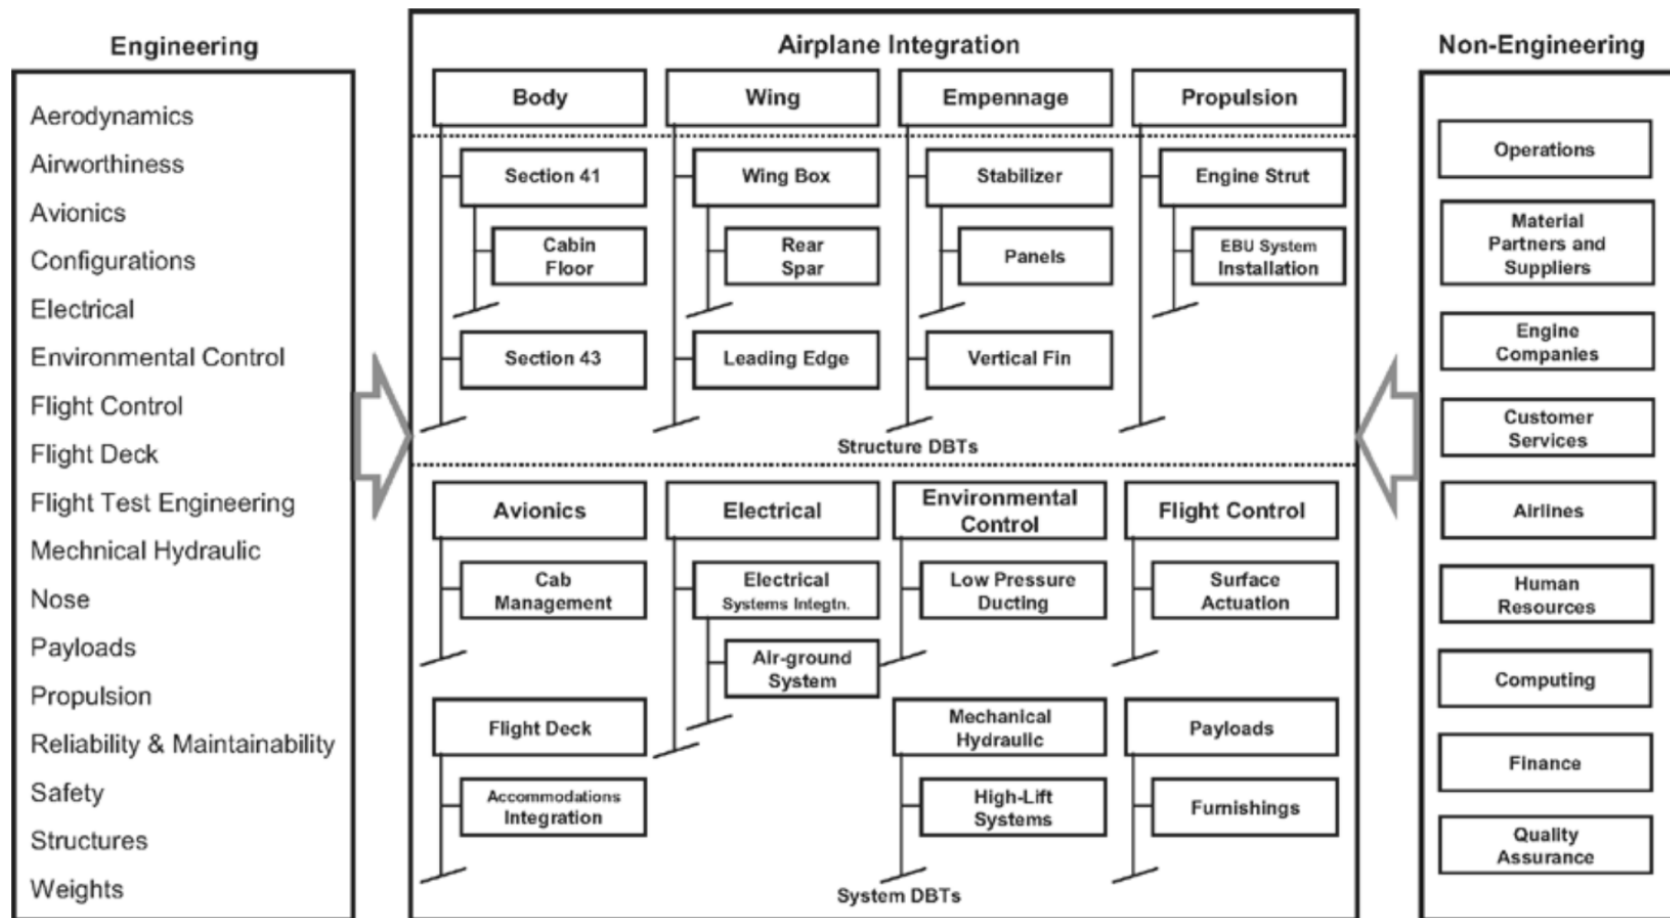 Engineering
Aerodynamics
Airworthiness
Avionics
Configurations
Electrical
Environmental Control
Flight Control
Flight Deck
Flight Test Engineering
Mechnical Hydraulic
Nose
Payloads
Propulsion
Reliability & Maintainability
Safety
Structures
Weights
Airplane Integration
Body
Wing
Empennage
Propulsion
Section 41
Wing Box
Stabilizer
Engine Strut
Cabin
Floor
Rear
Spar
Panels
EBU System
Installation
Section 43
Leading Edge
Vertical Fin
Structure DBTs
Avionics
Electrical
Environmental
Control
Flight Control
Cab
Management
Electrical
Systems Integtn.
Low Pressure
Ducting
Surface
Actuation
Air-ground
System
Flight Deck
Mechanical
Hydraulic
Payloads
Accommodations
Integration
High-Lift
Systems
Furnishings
System DBTs
Non-Engineering
Operations
Material
Partners and
Suppliers
Engine
Companies
Customer
Services
Airlines
Human
Resources
Computing
Finance
Quality
Assurance